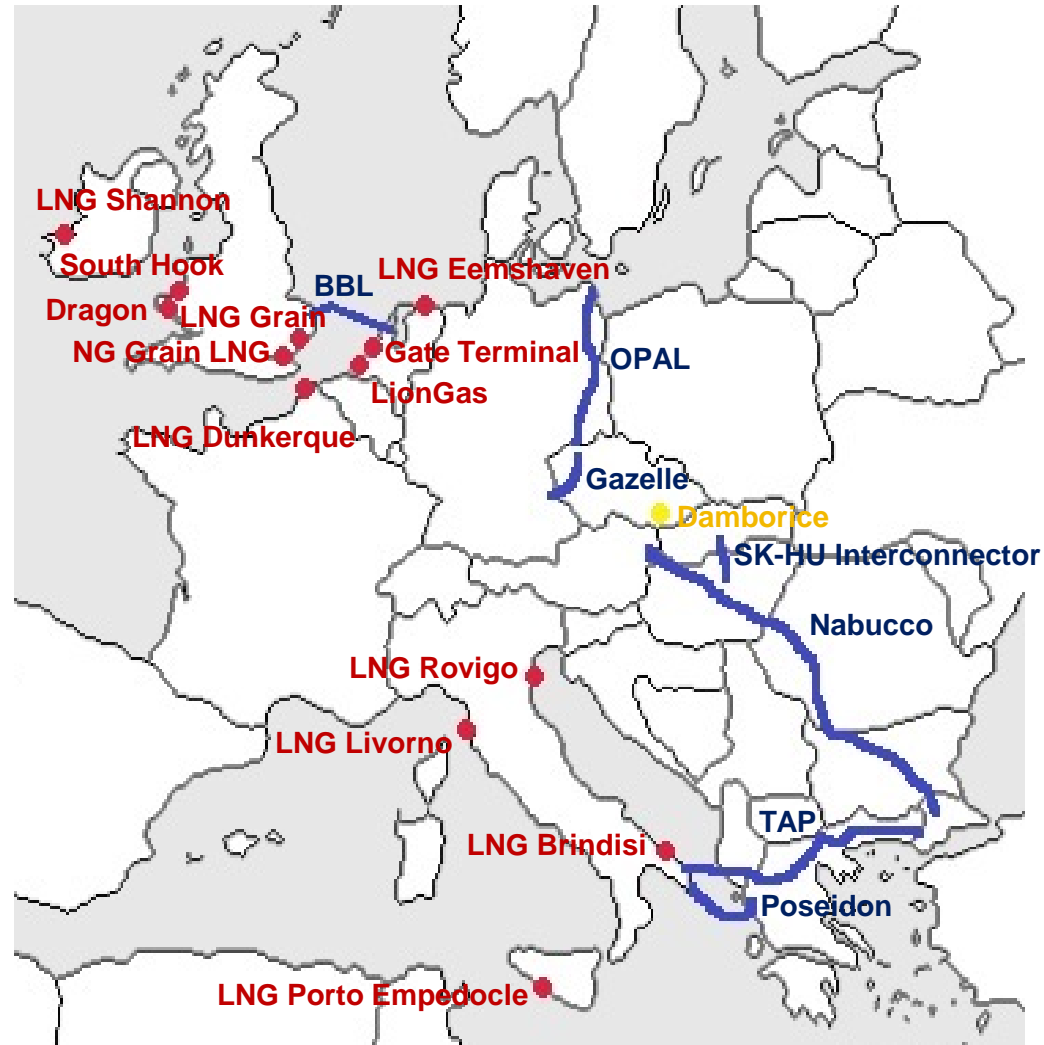 LNG Shannon
South Hook
LNG Eemshaven
BBL
Dragon
LNG Grain
NG Grain LNG
Gate Terminal
OPAL
LionGas
LNG Dunkerque
Gazelle
Damborice
SK-HU Interconnector
Nabucco
LNG Rovigo
LNG Livorno
TAP
LNG Brindisi
Poseidon
LNG Porto Empedocle